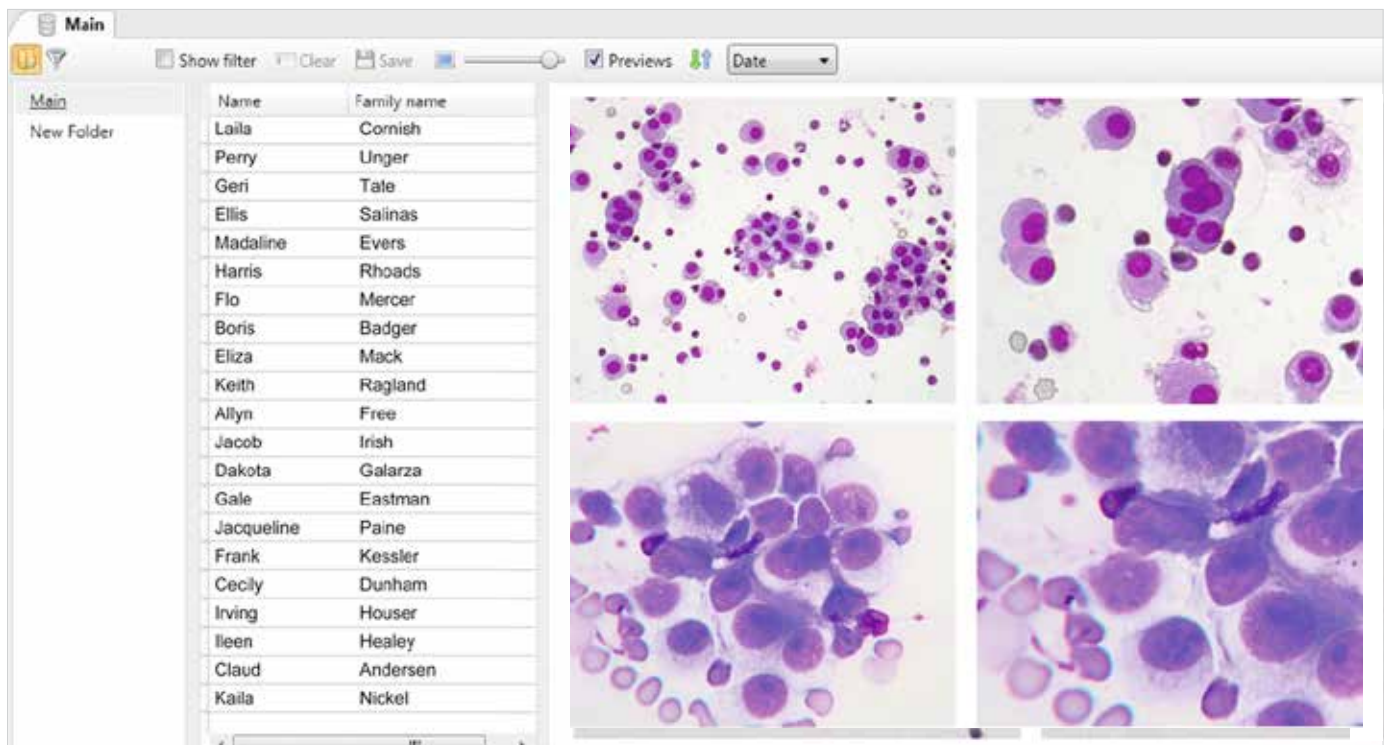 Main
Show filter Clear Save Previews Date
Main
New Folder
Name Family name
Laila Cornish
Perry Unger
Geri Tate
Ellis Salinas
Madaline Evers
Harris Rhoads
Flo Mercer
Boris Badger
Eliza Mack
Keith Ragland
Allyn Free
Jacob Irish
Dakota Galarza
Gale Eastman
Jacqueline Paine
Frank Kessler
Cecily Dunham
Irving Houser
Ileen Healey
Claud Andersen
Kaila Nickel